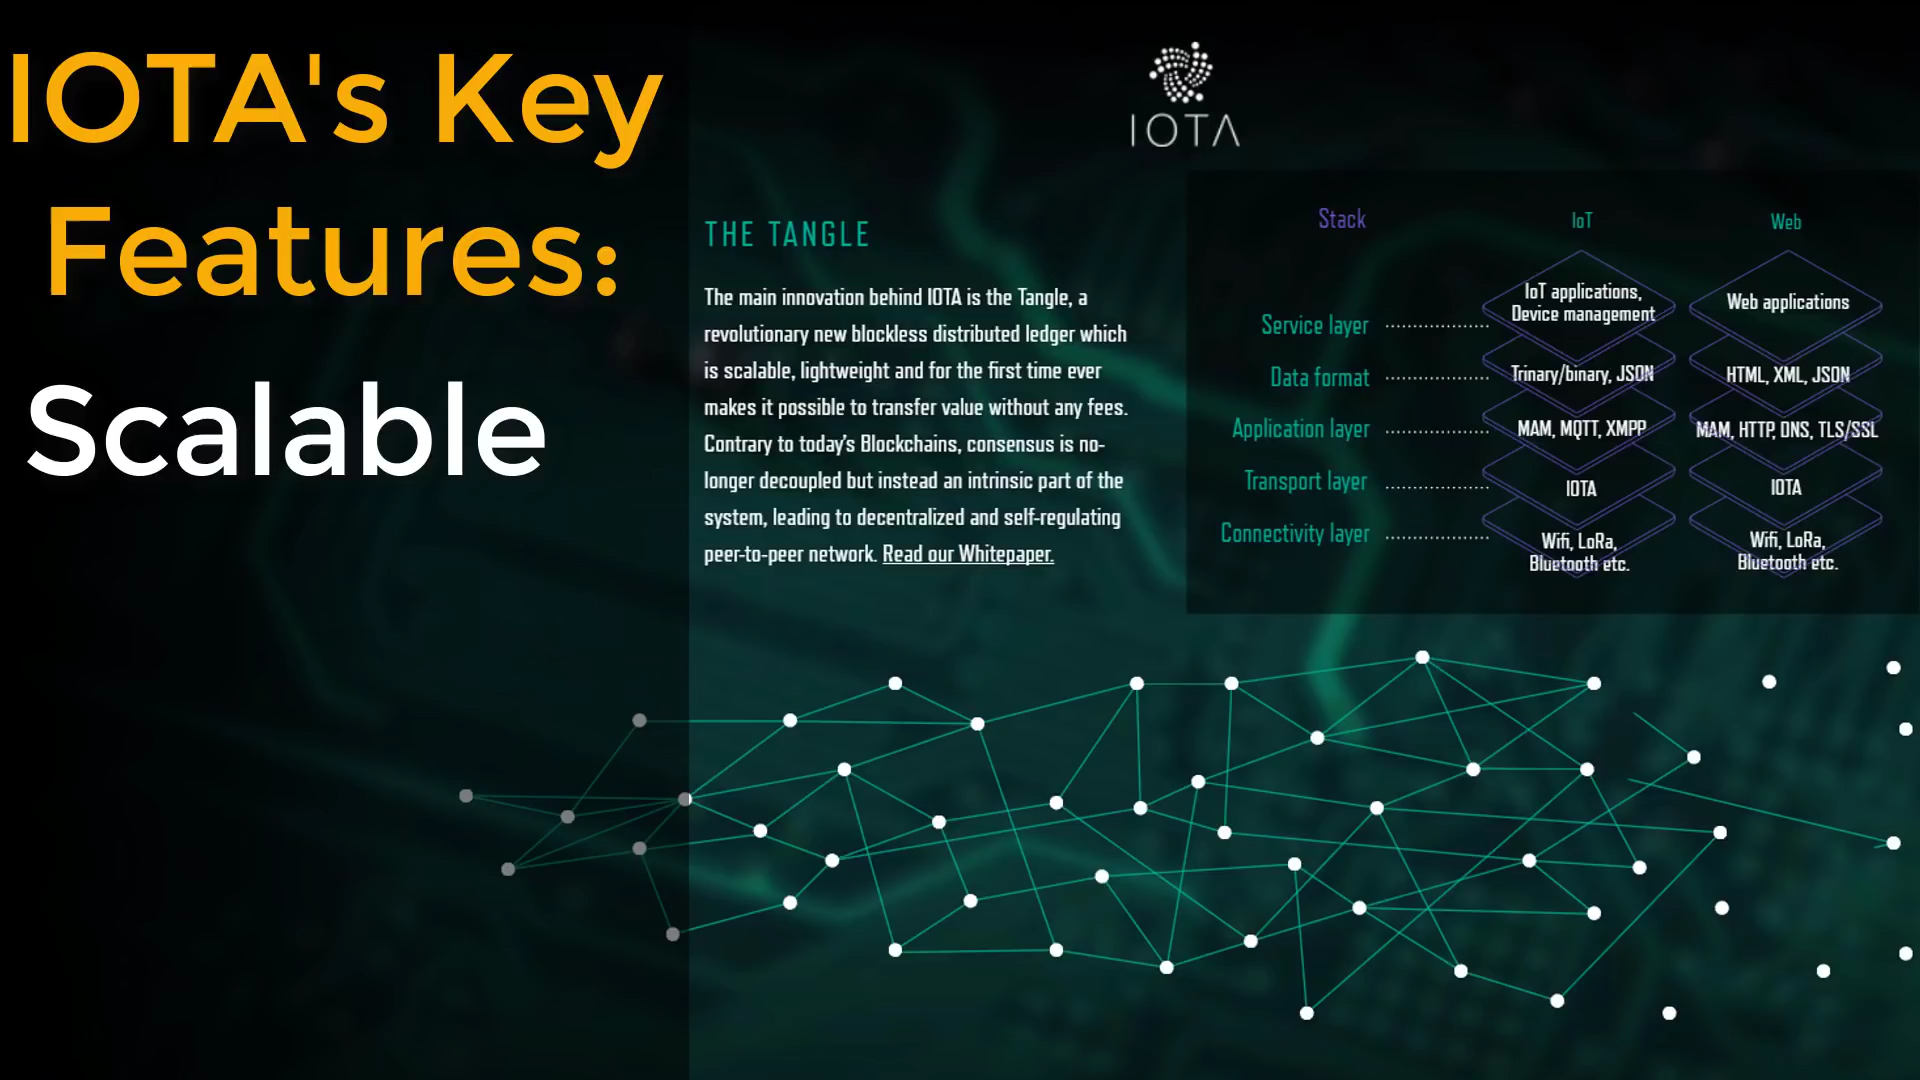 IOTA's Key
Features:
Scalable
IOTA
THE TANGLE
The main innovation behind IOTA is the Tangle, a
revolutionary new blockless distributed ledger which
is scalable, lightweight and for the first time ever
makes it possible to transfer value without any fees.
Contrary to today's Blockchains, consensus is no-
longer decoupled but instead an intrinsic part of the
system, leading to decentralized and self-regulating
peer-to-peer network. Read our Whitepaper.
Stack IoT Web
Service layer
IoT applications,
Device management
Web applications
Data format Trinary/binary, JSON HTML, XML, JSON
Application layer MAM, MQTT, XMPP MAM, HTTP, DNS, TLS/SSL
Transport layer IOTA IOTA
Connectivity layer
Wifi, LoRa,
Bluetooth etc.
Wifi, LoRa,
Bluetooth etc.